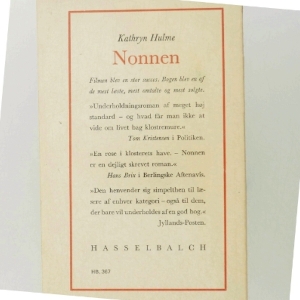 Kathryn Hulme
Nonnen
Filmen blev en stor succes. Bogen blev en af
de mest læste, mest omtalte og mest solgte.
»Underholdningsroman af meget høj
standard – og hvad får man ikke at
vide om livet bag klostermure.«
Tom Kristensen i Politiken.
»En rose i klosterets have. – Nonnen
er en dejligt skrevet roman.«
Hans Brix i Berlingske Aftenavis.
»Den henvender sig simpelthen til læ-
sere af enhver kategori – også til dem,
der bare vil underholdes af en god bog.«
Jyllands-Posten.
HASSELBALCH
HB. 363